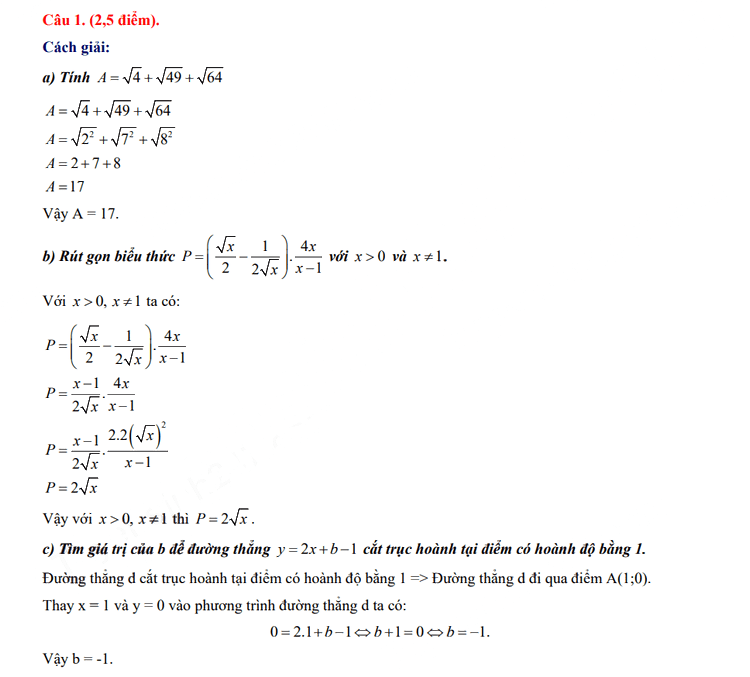 Câu 1. (2,5 điểm).
Cách giải:
a) Tính A = √4 + √49 + √64
A = √4 + √49 + √64
A = √2² + √7² + √8²
A = 2 + 7 + 8
A = 17
Vậy A = 17.
b) Rút gọn biểu thức P = (√x/2 − 1/(2√x)) . 4x/(x−1) với x > 0 và x ≠ 1.
Với x > 0, x ≠ 1 ta có:
P = (√x/2 − 1/(2√x)) . 4x/(x−1)
P = (x−1)/(2√x) . 4x/(x−1)
P = (x−1)/(2√x) . 2.2(√x)²/(x−1)
P = 2√x
Vậy với x > 0, x ≠ 1 thì P = 2√x.
c) Tìm giá trị của b để đường thẳng y = 2x + b − 1 cắt trục hoành tại điểm có hoành độ bằng 1.
Đường thẳng d cắt trục hoành tại điểm có hoành độ bằng 1 => Đường thẳng d đi qua điểm A(1;0).
Thay x = 1 và y = 0 vào phương trình đường thẳng d ta có:
0 = 2.1 + b − 1 ⇔ b + 1 = 0 ⇔ b = −1.
Vậy b = -1.